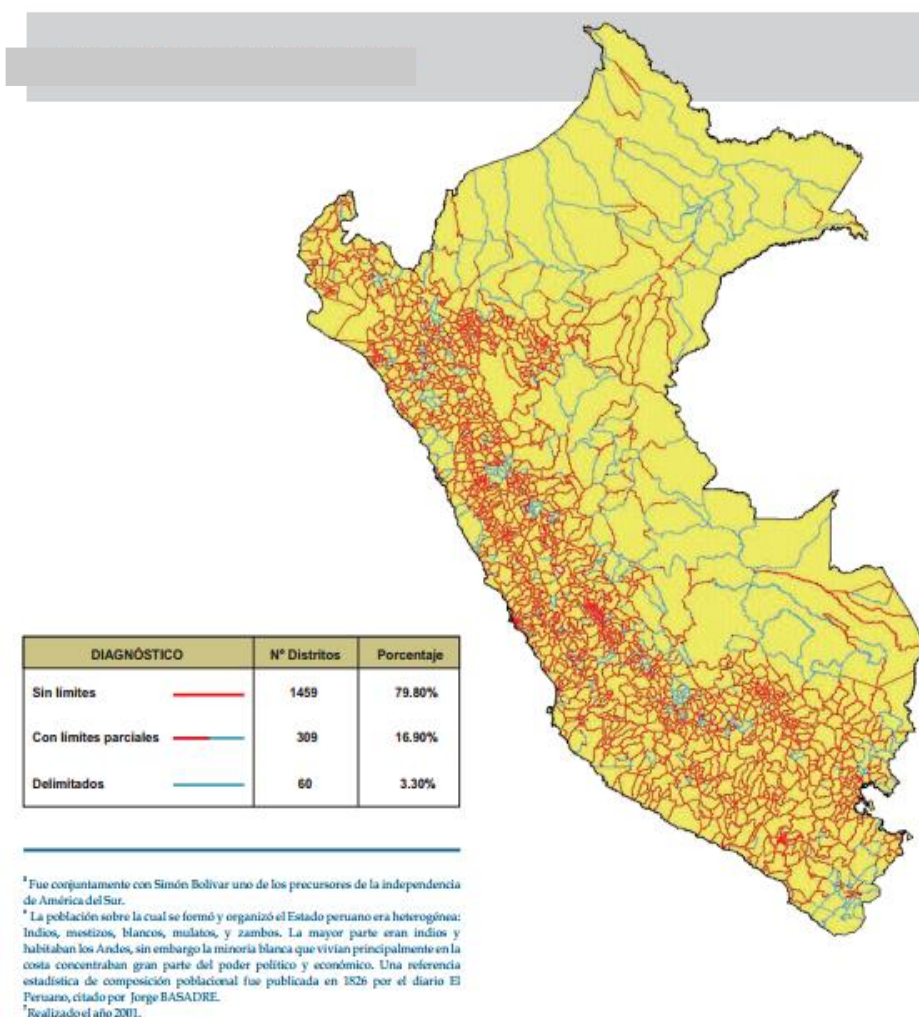 DIAGNÓSTICO N° Distritos Porcentaje
Sin límites 1459 79.80%
Con límites parciales 309 16.90%
Delimitados 60 3.30%
⁸ Fue conjuntamente con Simón Bolívar uno de los precursores de la independencia
de América del Sur.
⁹ La población sobre la cual se formó y organizó el Estado peruano era heterogénea:
Indios, mestizos, blancos, mulatos, y zambos. La mayor parte eran indios y
habitaban los Andes, sin embargo la minoría blanca que vivían principalmente en la
costa concentraban gran parte del poder político y económico. Una referencia
estadística de composición poblacional fue publicada en 1826 por el diario El
Peruano, citado por Jorge BASADRE.
⁷ Realizado el año 2001.